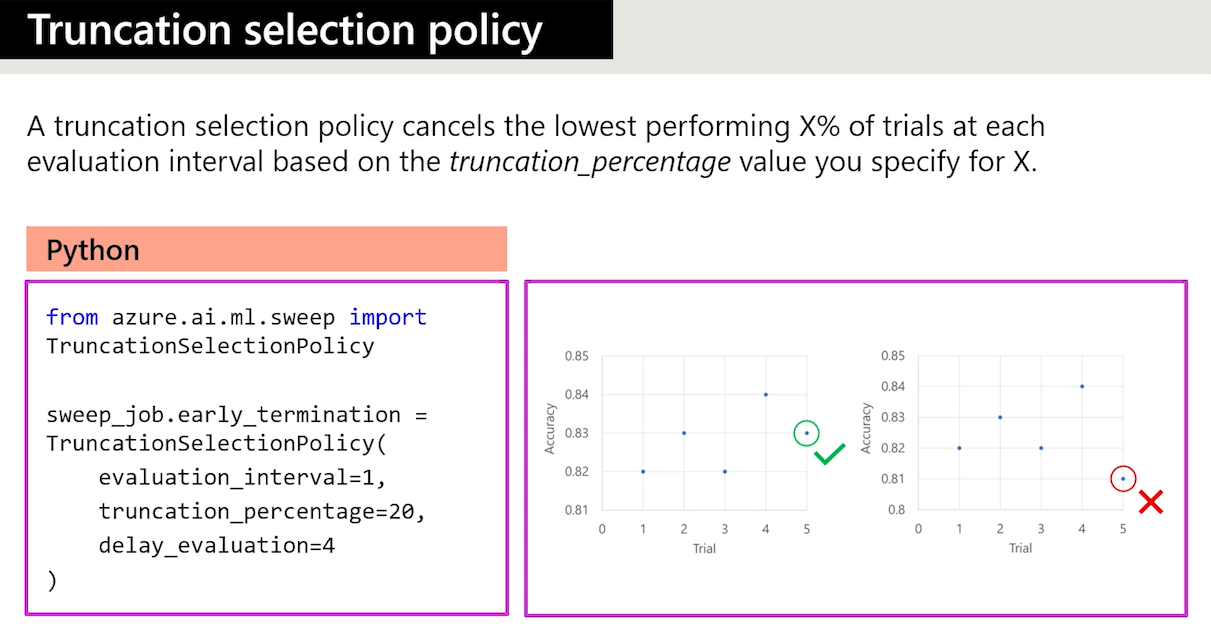 Truncation selection policy
A truncation selection policy cancels the lowest performing X% of trials at each
evaluation interval based on the truncation_percentage value you specify for X.
Python
from azure.ai.ml.sweep import
TruncationSelectionPolicy
sweep_job.early_termination =
TruncationSelectionPolicy(
    evaluation_interval=1,
    truncation_percentage=20,
    delay_evaluation=4
)
Accuracy
0.85
0.84
0.83
0.82
0.81
0 1 2 3 4 5
Trial
Accuracy
0.85
0.84
0.83
0.82
0.81
0.8
0 1 2 3 4 5
Trial